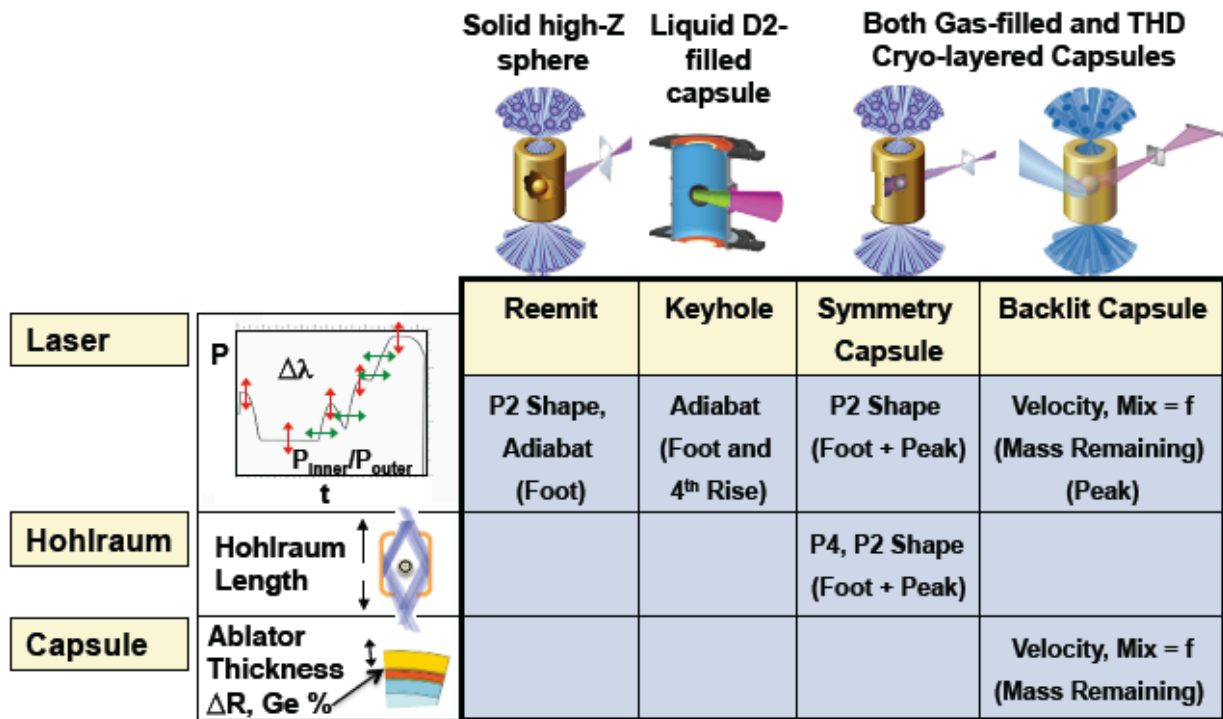 Solid high-Z
sphere
Liquid D2-
filled
capsule
Both Gas-filled and THD
Cryo-layered Capsules
Reemit
Keyhole
Symmetry
Capsule
Backlit Capsule
Laser
P
Δλ
P_inner/P_outer
t
P2 Shape,
Adiabat
(Foot)
Adiabat
(Foot and
4th Rise)
P2 Shape
(Foot + Peak)
Velocity, Mix = f
(Mass Remaining)
(Peak)
Hohlraum
Hohlraum
Length
P4, P2 Shape
(Foot + Peak)
Capsule
Ablator
Thickness
ΔR, Ge %
Velocity, Mix = f
(Mass Remaining)